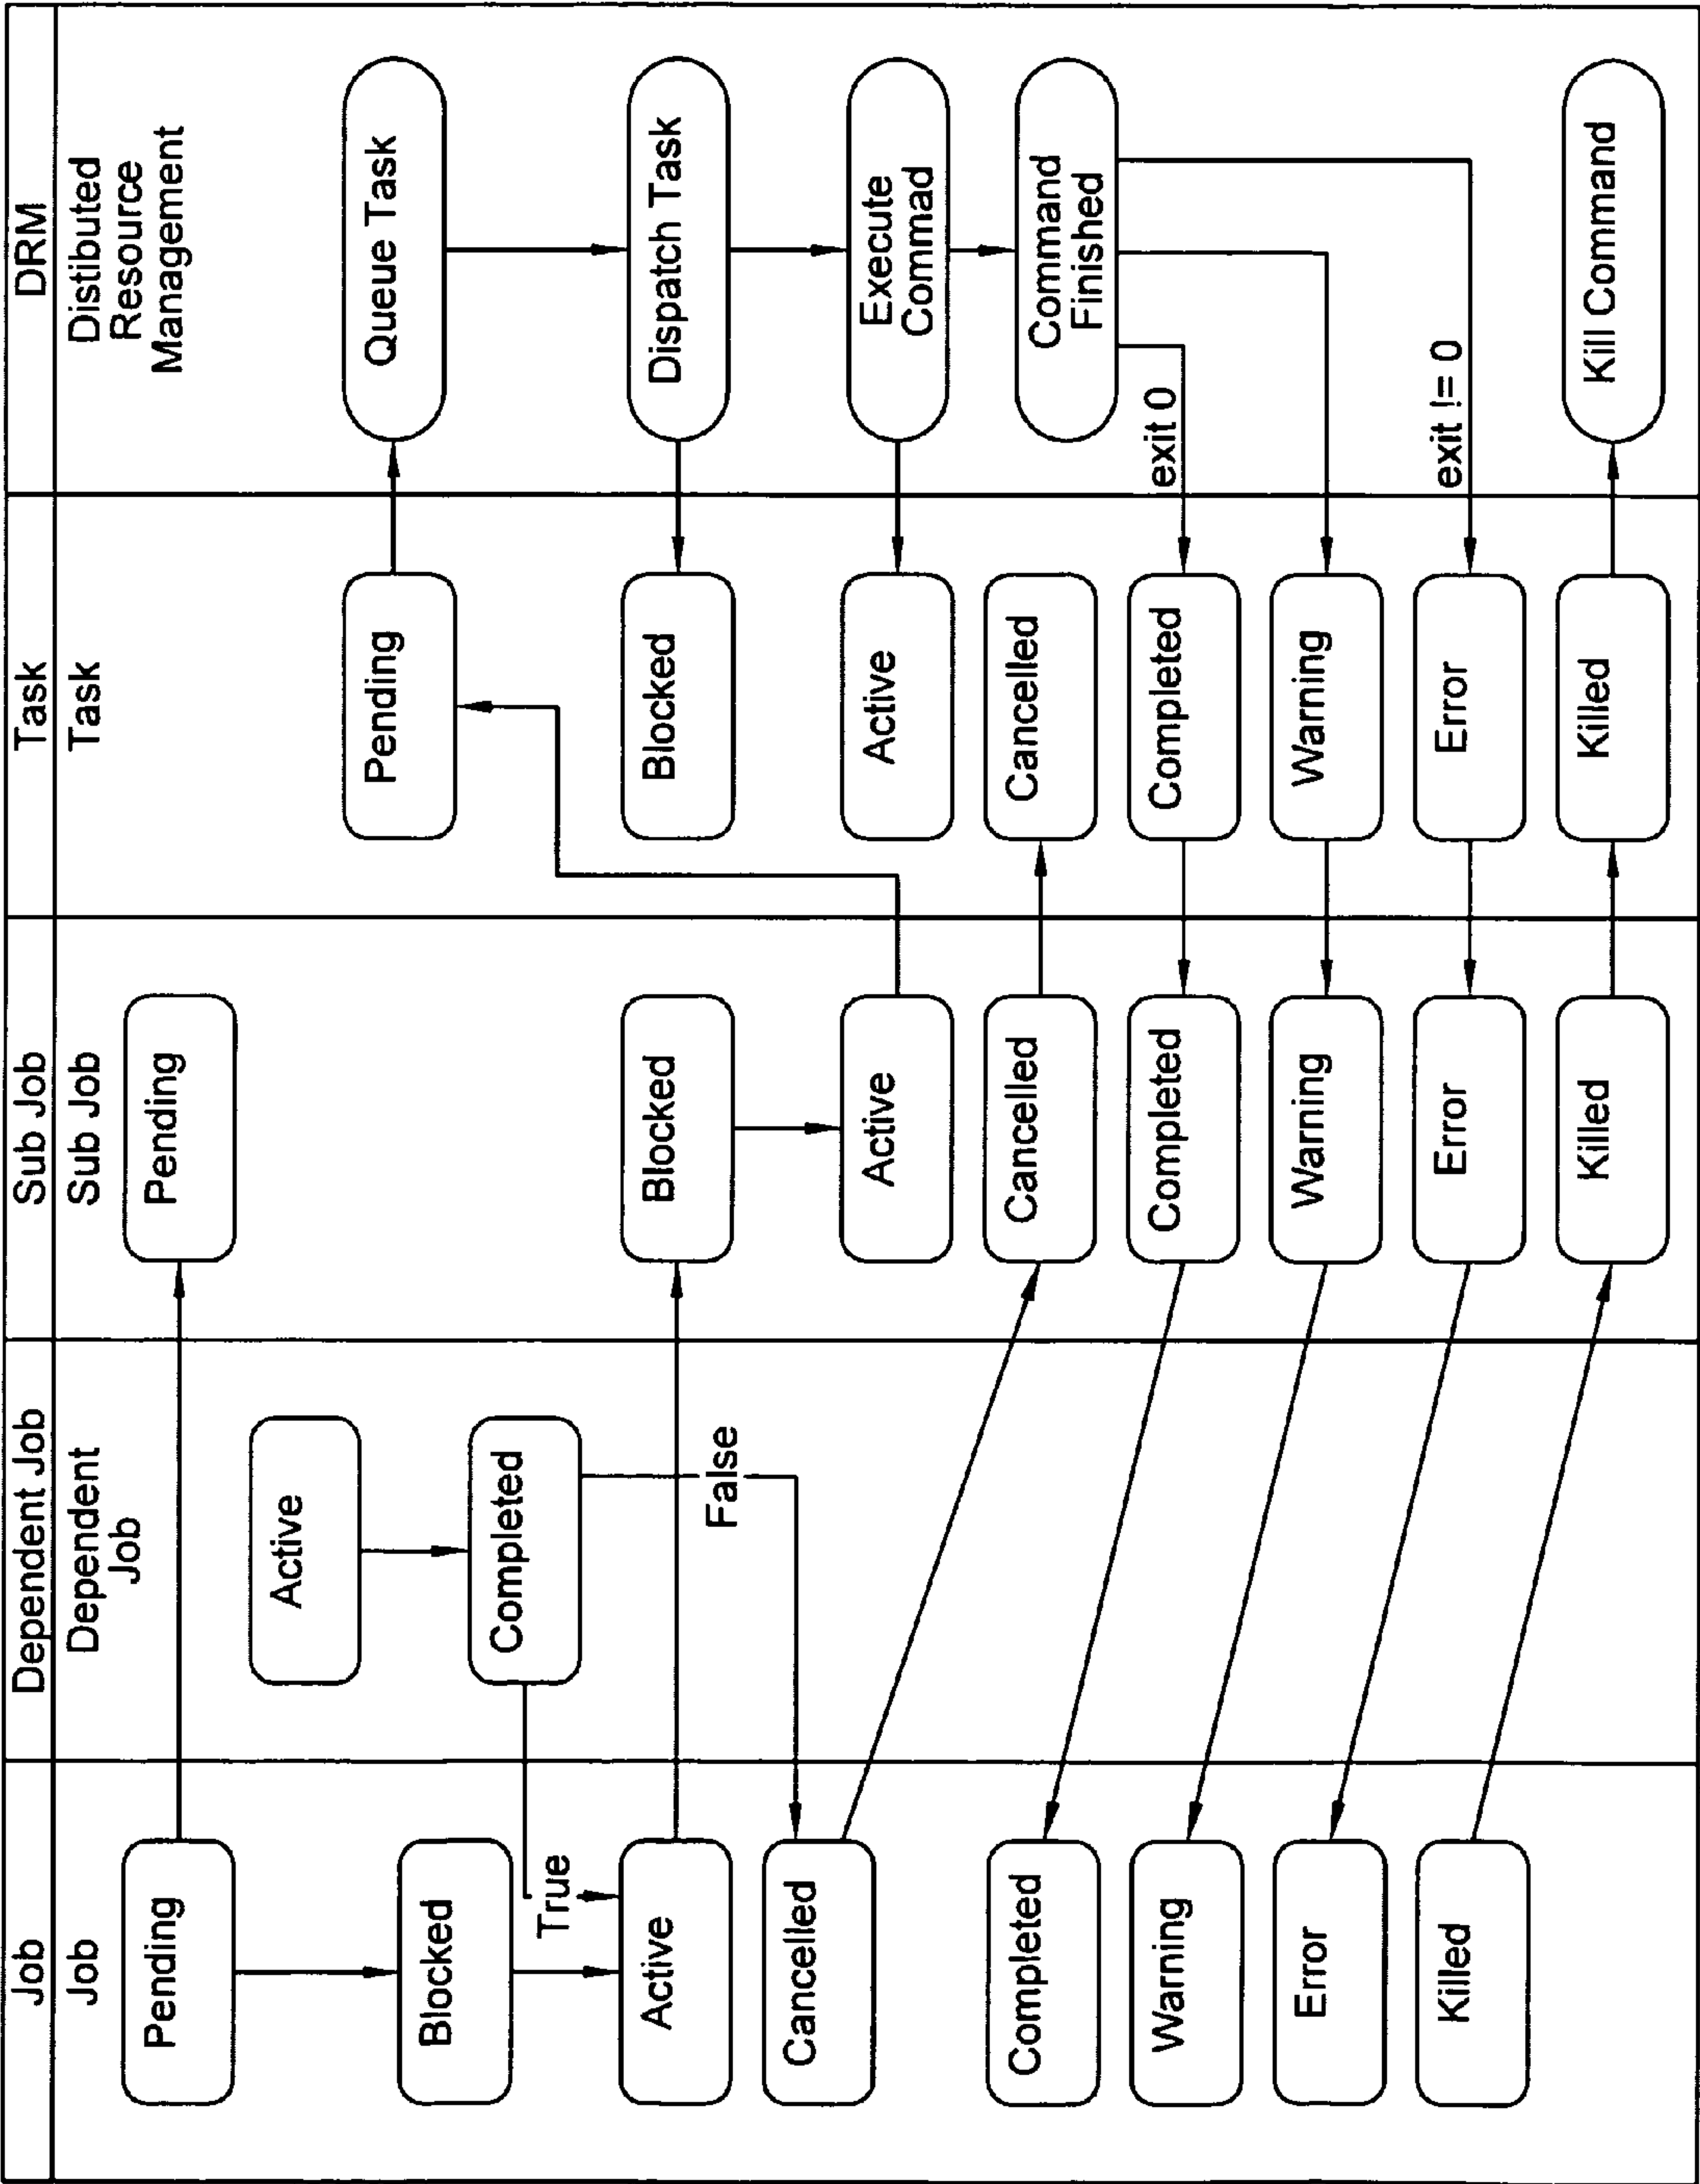 Job
Dependent Job
Sub Job
Task
DRM
Job
Dependent
Job
Sub Job
Task
Distibuted
Resource
Management
Pending
Pending
Active
Blocked
Completed
Pending
Queue Task
True
False
Active
Blocked
Blocked
Dispatch Task
Cancelled
Active
Active
Execute
Commad
Cancelled
Cancelled
Command
Finished
Completed
Completed
Completed
exit 0
Warning
Warning
Warning
Error
Error
Error
exit != 0
Killed
Killed
Killed
Kill Command